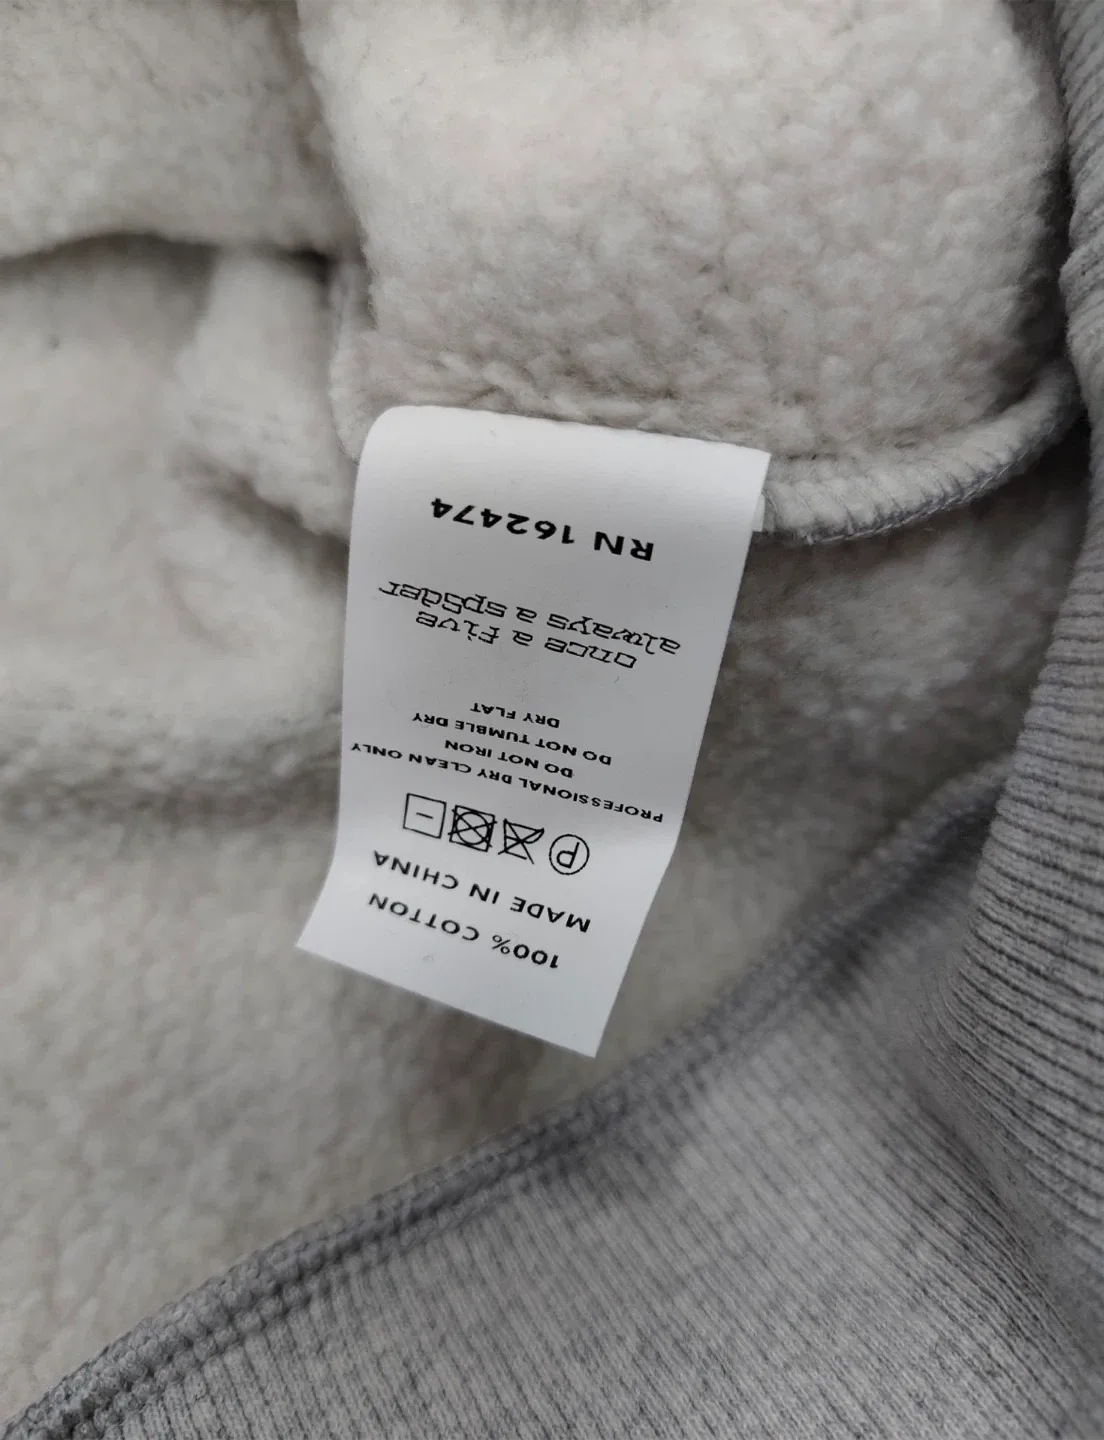 100% COTTON
MADE IN CHINA
P
PROFESSIONAL DRY CLEAN ONLY
DO NOT IRON
DO NOT TUMBLE DRY
DRY FLAT
once a five
always a sp5der
RN 162474